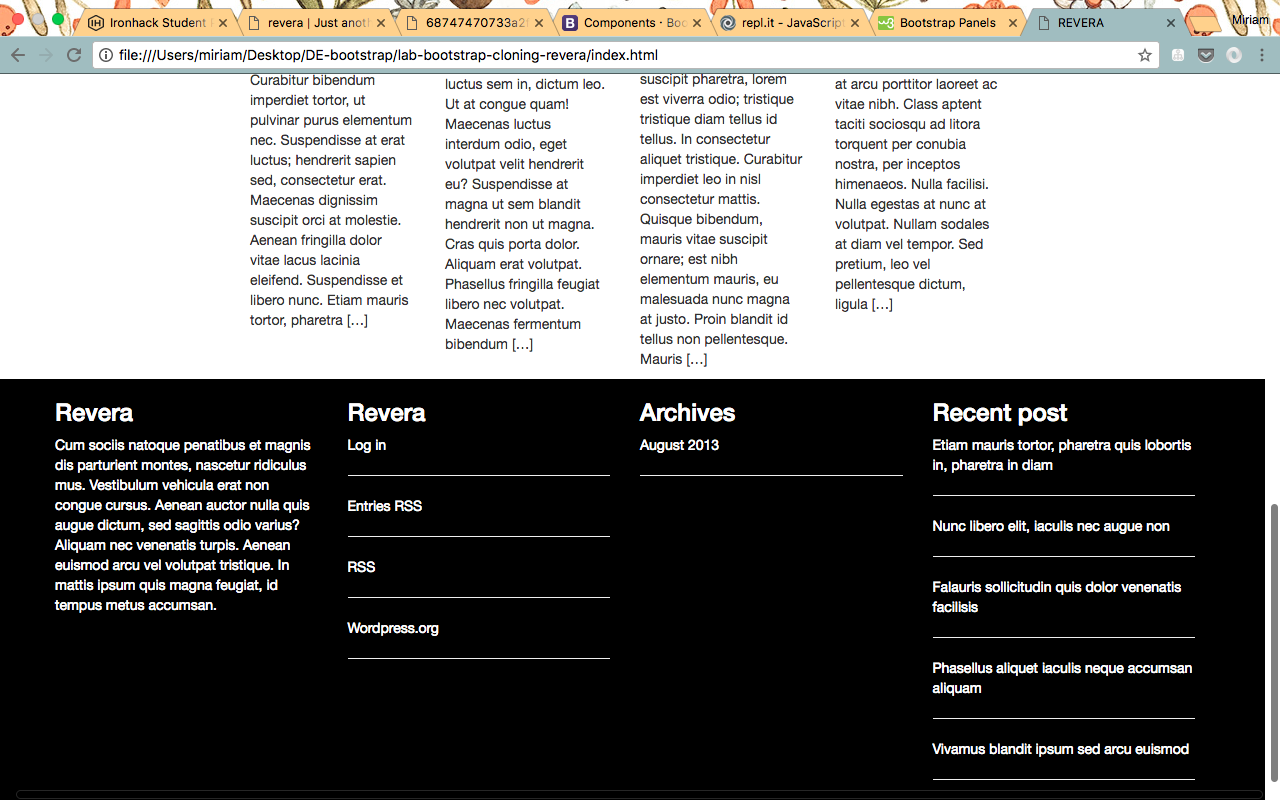 Ironhack Student
revera | Just anot
68747470733a2f
Components · Boo
repl.it - JavaScrip
Bootstrap Panels
REVERA
Miriam
file:///Users/miriam/Desktop/DE-bootstrap/lab-bootstrap-cloning-revera/index.html
Curabitur bibendum
imperdiet tortor, ut
pulvinar purus elementum
nec. Suspendisse at erat
luctus; hendrerit sapien
sed, consectetur erat.
Maecenas dignissim
suscipit orci at molestie.
Aenean fringilla dolor
vitae lacus lacinia
eleifend. Suspendisse et
libero nunc. Etiam mauris
tortor, pharetra [...]
luctus sem in, dictum leo.
Ut at congue quam!
Maecenas luctus
interdum odio, eget
volutpat velit hendrerit
eu? Suspendisse at
magna ut sem blandit
hendrerit non ut magna.
Cras quis porta dolor.
Aliquam erat volutpat.
Phasellus fringilla feugiat
libero nec volutpat.
Maecenas fermentum
bibendum [...]
suscipit pharetra, lorem
est viverra odio; tristique
tristique diam tellus id
tellus. In consectetur
aliquet tristique. Curabitur
imperdiet leo in nisl
consectetur mattis.
Quisque bibendum,
mauris vitae suscipit
ornare; est nibh
elementum mauris, eu
malesuada nunc magna
at justo. Proin blandit id
tellus non pellentesque.
Mauris [...]
at arcu porttitor laoreet ac
vitae nibh. Class aptent
taciti sociosqu ad litora
torquent per conubia
nostra, per inceptos
himenaeos. Nulla facilisi.
Nulla egestas at nunc at
volutpat. Nullam sodales
at diam vel tempor. Sed
pretium, leo vel
pellentesque dictum,
ligula [...]
Revera
Cum sociis natoque penatibus et magnis
dis parturient montes, nascetur ridiculus
mus. Vestibulum vehicula erat non
congue cursus. Aenean auctor nulla quis
augue dictum, sed sagittis odio varius?
Aliquam nec venenatis turpis. Aenean
euismod arcu vel volutpat tristique. In
mattis ipsum quis magna feugiat, id
tempus metus accumsan.
Revera
Log in
Entries RSS
RSS
Wordpress.org
Archives
August 2013
Recent post
Etiam mauris tortor, pharetra quis lobortis
in, pharetra in diam
Nunc libero elit, iaculis nec augue non
Falauris sollicitudin quis dolor venenatis
facilisis
Phasellus aliquet iaculis neque accumsan
aliquam
Vivamus blandit ipsum sed arcu euismod